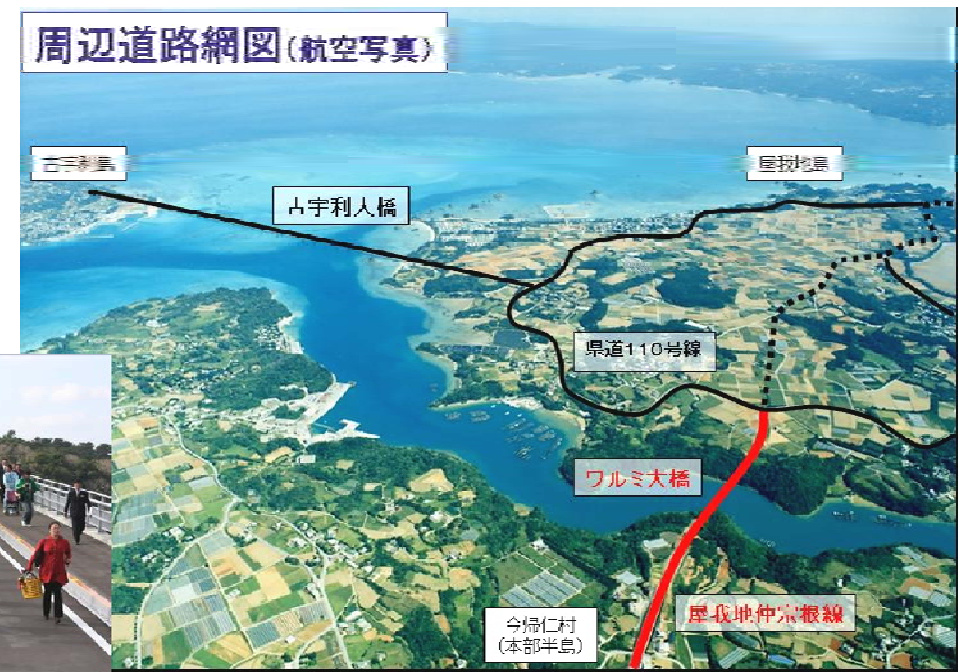 周辺道路網図(航空写真)
古宇利島
屋我地島
古宇利大橋
県道110号線
ワルミ大橋
屋我地仲宗根線
今帰仁村
(本部半島)